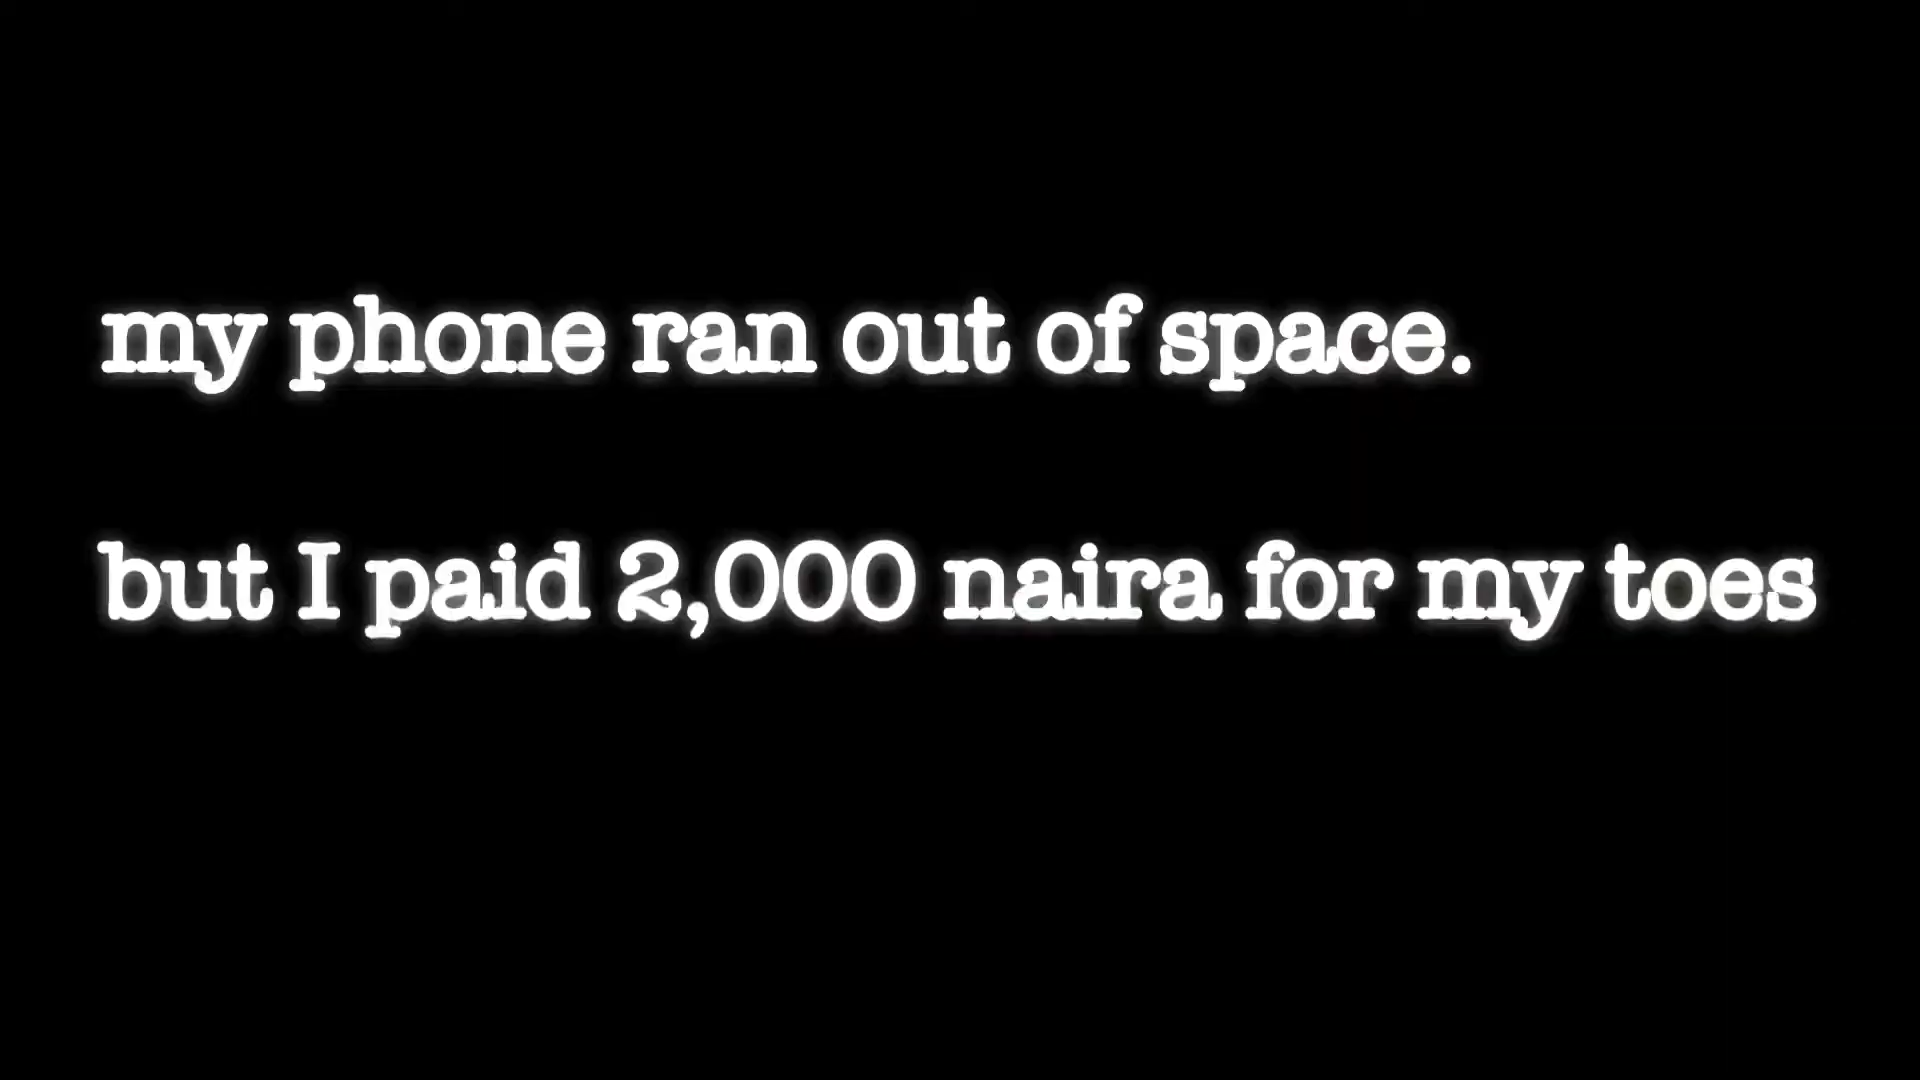 my phone ran out of space.
but I paid 2,000 naira for my toes